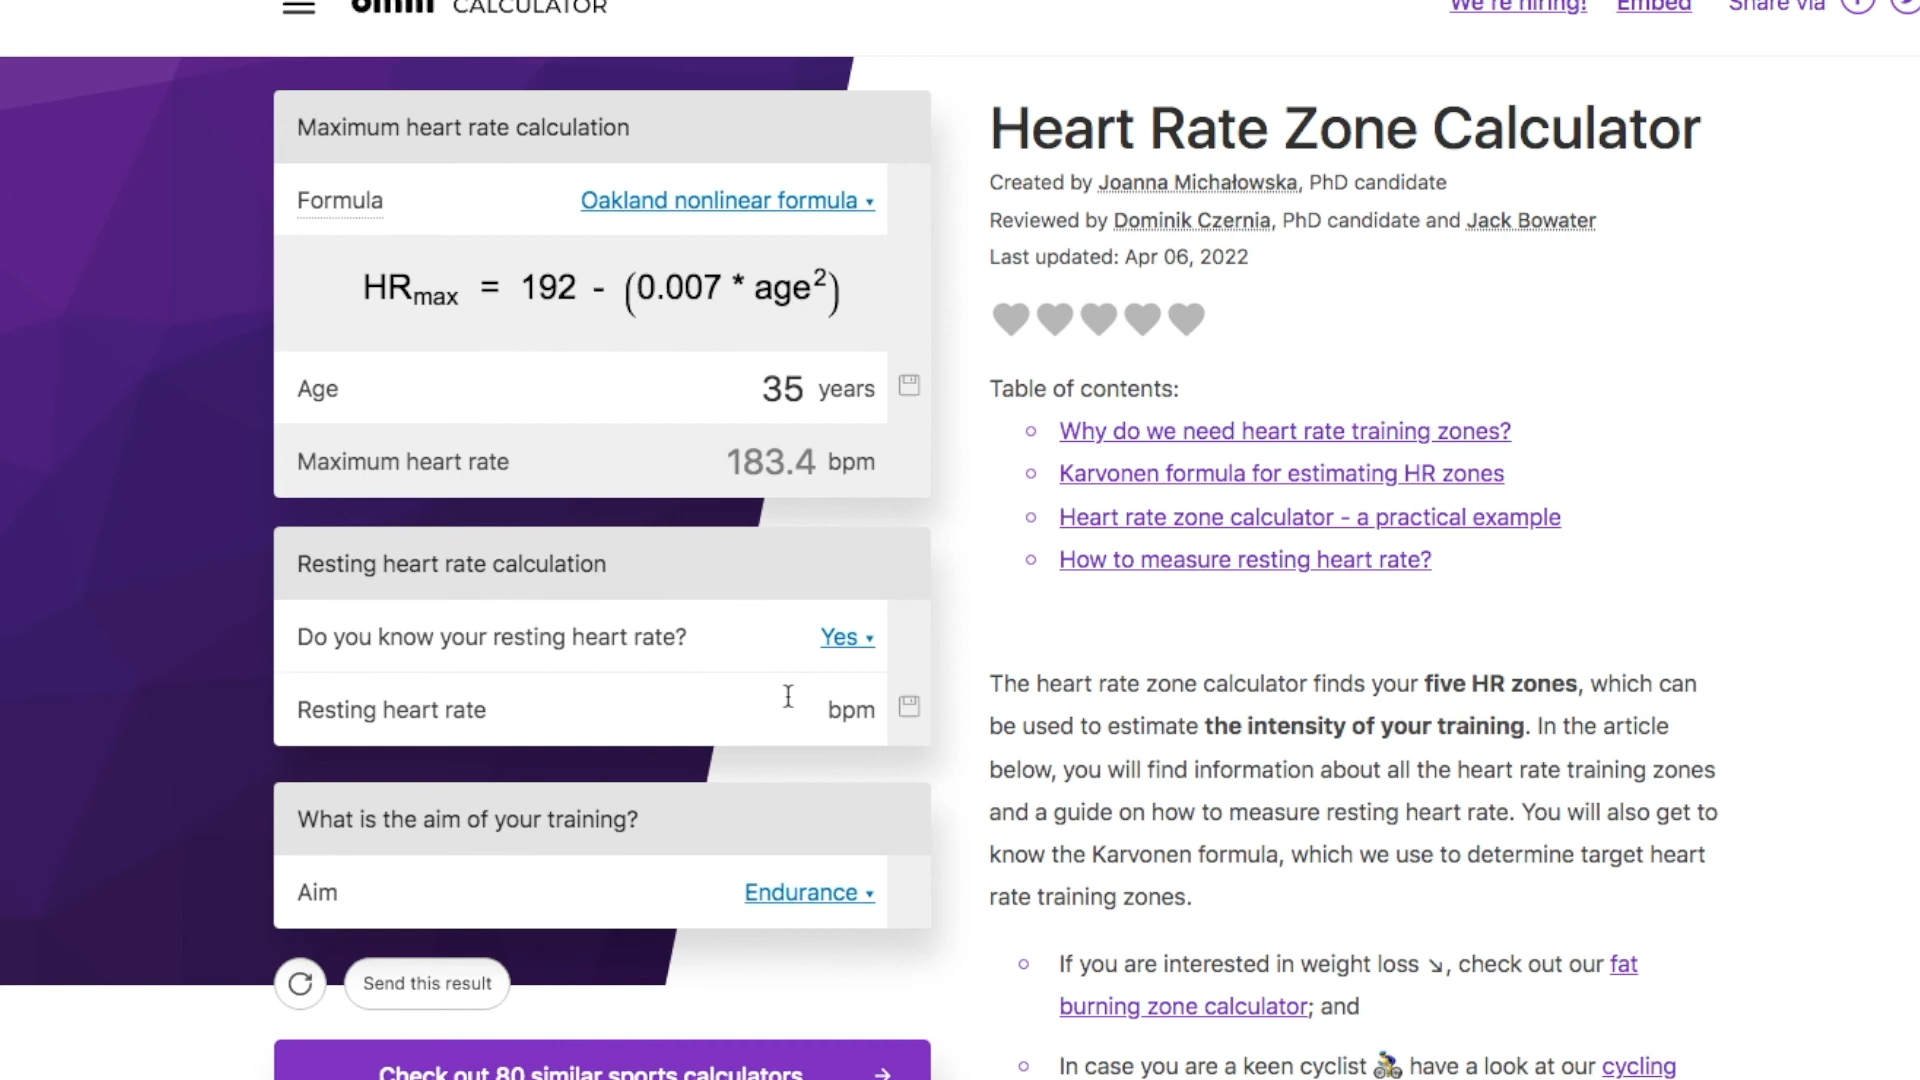 omni CALCULATOR
We're hiring! Embed Share via
Maximum heart rate calculation
Formula Oakland nonlinear formula ▾
HRmax = 192 - (0.007 * age²)
Age 35 years
Maximum heart rate 183.4 bpm
Resting heart rate calculation
Do you know your resting heart rate? Yes ▾
Resting heart rate bpm
What is the aim of your training?
Aim Endurance ▾
Send this result
Check out 80 similar sports calculators →
Heart Rate Zone Calculator
Created by Joanna Michałowska, PhD candidate
Reviewed by Dominik Czernia, PhD candidate and Jack Bowater
Last updated: Apr 06, 2022
Table of contents:
Why do we need heart rate training zones?
Karvonen formula for estimating HR zones
Heart rate zone calculator - a practical example
How to measure resting heart rate?
The heart rate zone calculator finds your five HR zones, which can
be used to estimate the intensity of your training. In the article
below, you will find information about all the heart rate training zones
and a guide on how to measure resting heart rate. You will also get to
know the Karvonen formula, which we use to determine target heart
rate training zones.
If you are interested in weight loss ↘, check out our fat
burning zone calculator; and
In case you are a keen cyclist 🚴 have a look at our cycling